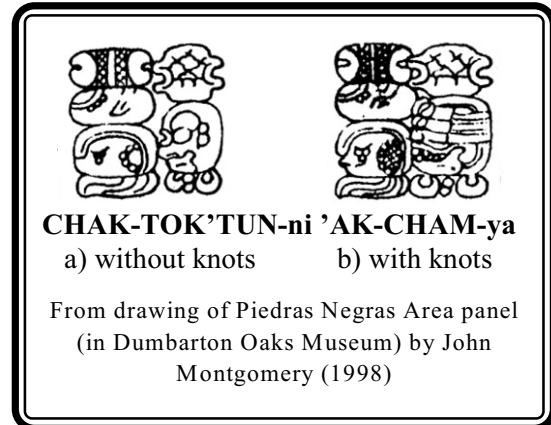 CHAK-TOK’TUN-ni ’AK-CHAM-ya
a) without knots b) with knots
From drawing of Piedras Negras Area panel
(in Dumbarton Oaks Museum) by John
Montgomery (1998)